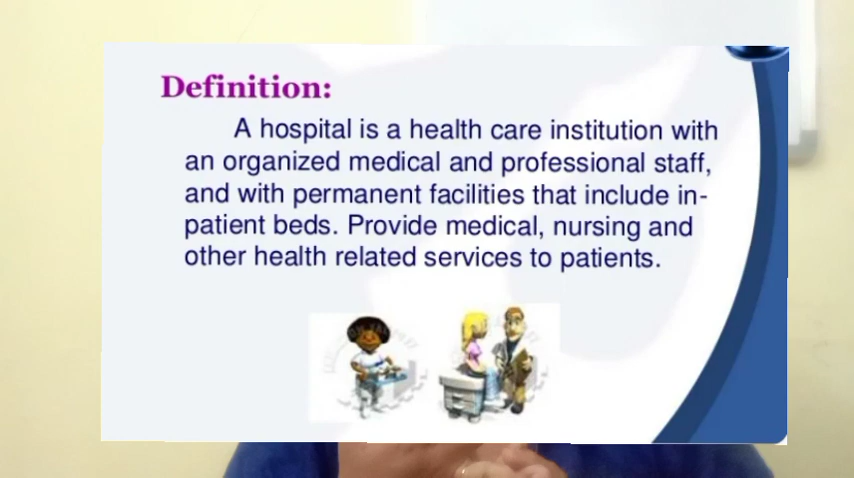 Definition:
A hospital is a health care institution with
an organized medical and professional staff,
and with permanent facilities that include in-
patient beds. Provide medical, nursing and
other health related services to patients.